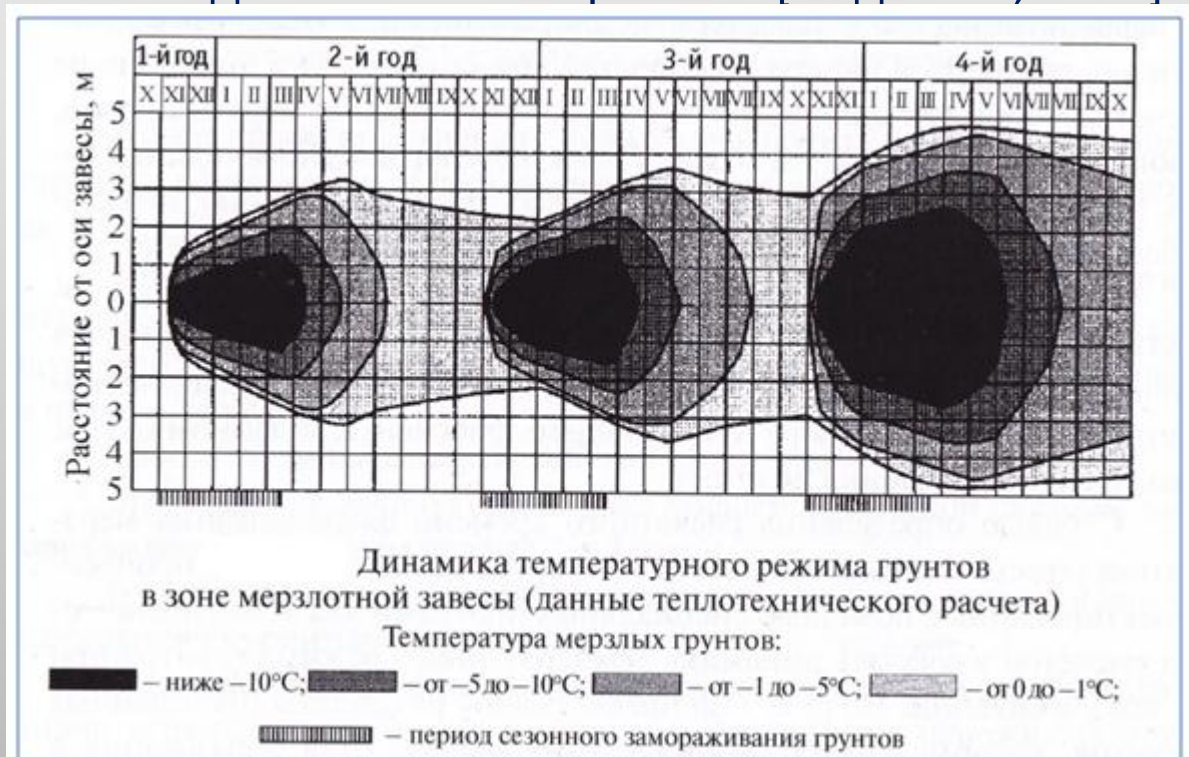 1-й год 2-й год 3-й год 4-й год
X XI XII I II III IV V VI VII VII IX X XI XII I II III IV V VI VII VII IX X XI XI I II III IV V VI VII VII IX X
Расстояние от оси завесы, м
5
4
3
2
1
0
1
2
3
4
5
Динамика температурного режима грунтов
в зоне мерзлотной завесы (данные теплотехнического расчета)
Температура мерзлых грунтов:
– ниже –10°С; – от –5 до –10°С; – от –1 до –5°С; – от 0 до –1°С;
– период сезонного замораживания грунтов